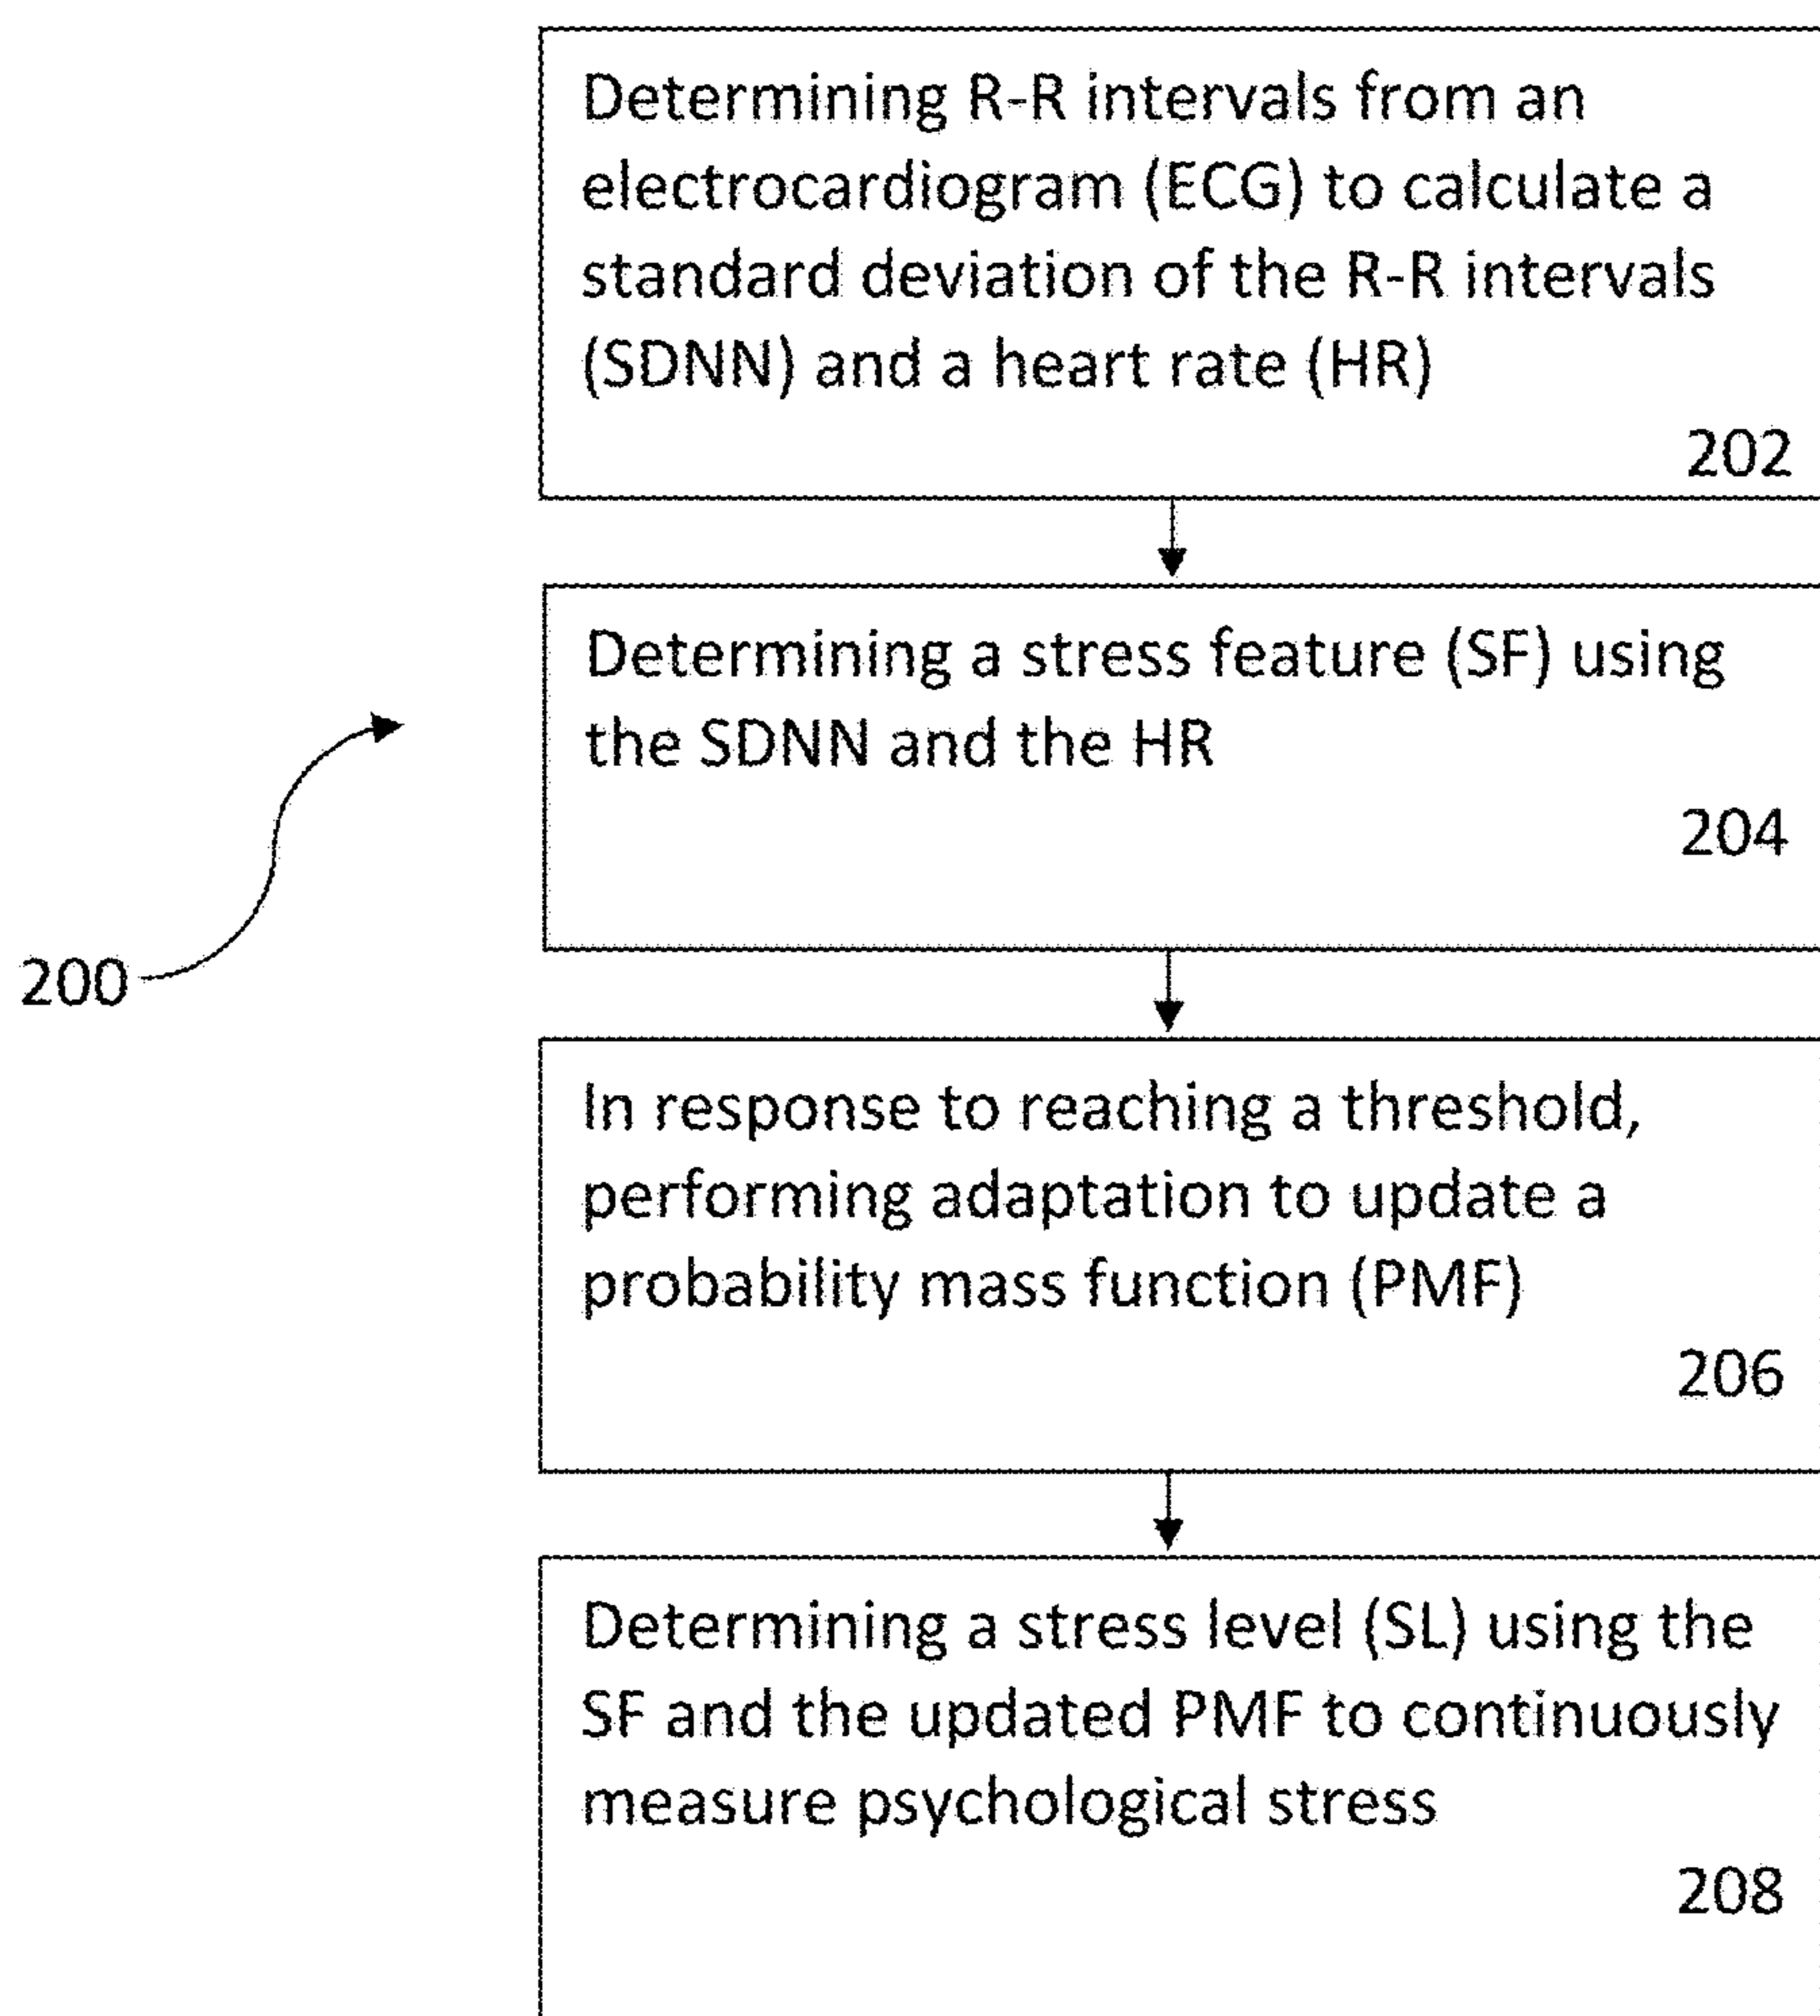 Determining R-R intervals from an
electrocardiogram (ECG) to calculate a
standard deviation of the R-R intervals
(SDNN) and a heart rate (HR)
202
Determining a stress feature (SF) using
the SDNN and the HR
204
200
In response to reaching a threshold,
performing adaptation to update a
probability mass function (PMF)
206
Determining a stress level (SL) using the
SF and the updated PMF to continuously
measure psychological stress
208